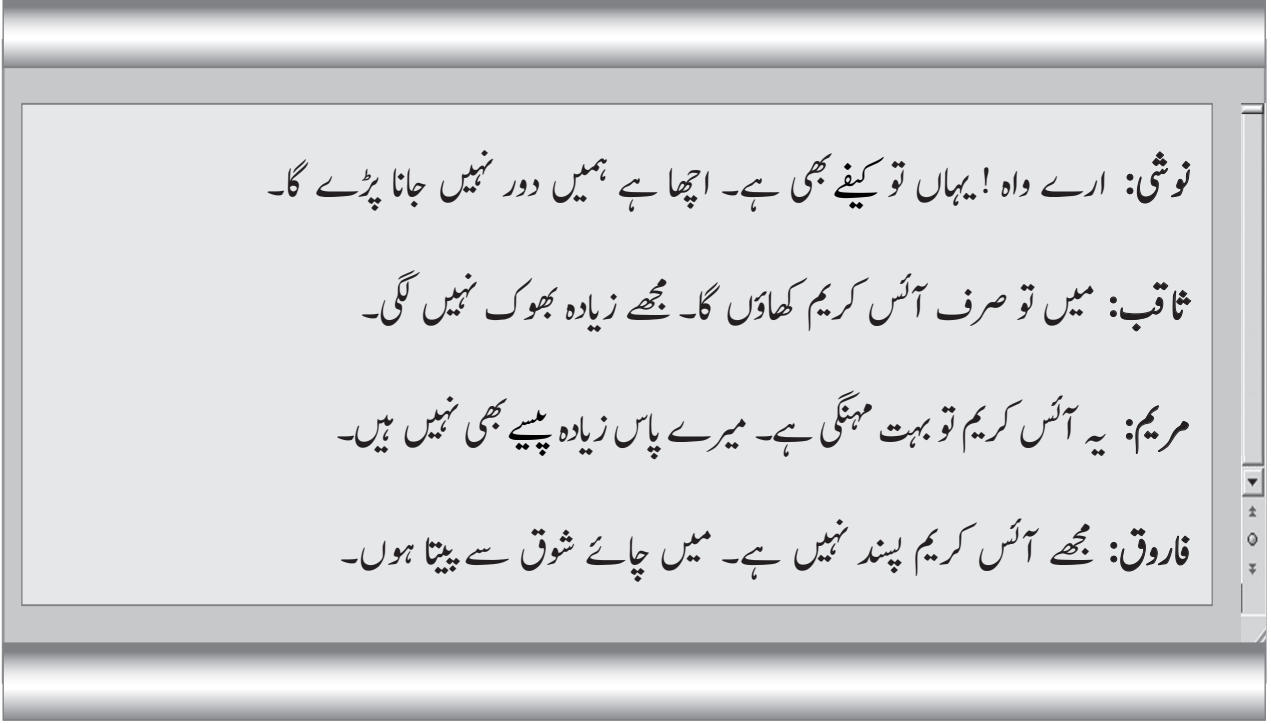 نوشی: ارے واہ! یہاں تو کیفے بھی ہے۔ اچھا ہے ہمیں دور نہیں جانا پڑے گا۔
ثاقب: میں تو صرف آئس کریم کھاؤں گا۔ مجھے زیادہ بھوک نہیں لگی۔
مریم: یہ آئس کریم تو بہت مہنگی ہے۔ میرے پاس زیادہ پیسے بھی نہیں ہیں۔
فاروق: مجھے آئس کریم پسند نہیں ہے۔ میں چائے شوق سے پیتا ہوں۔